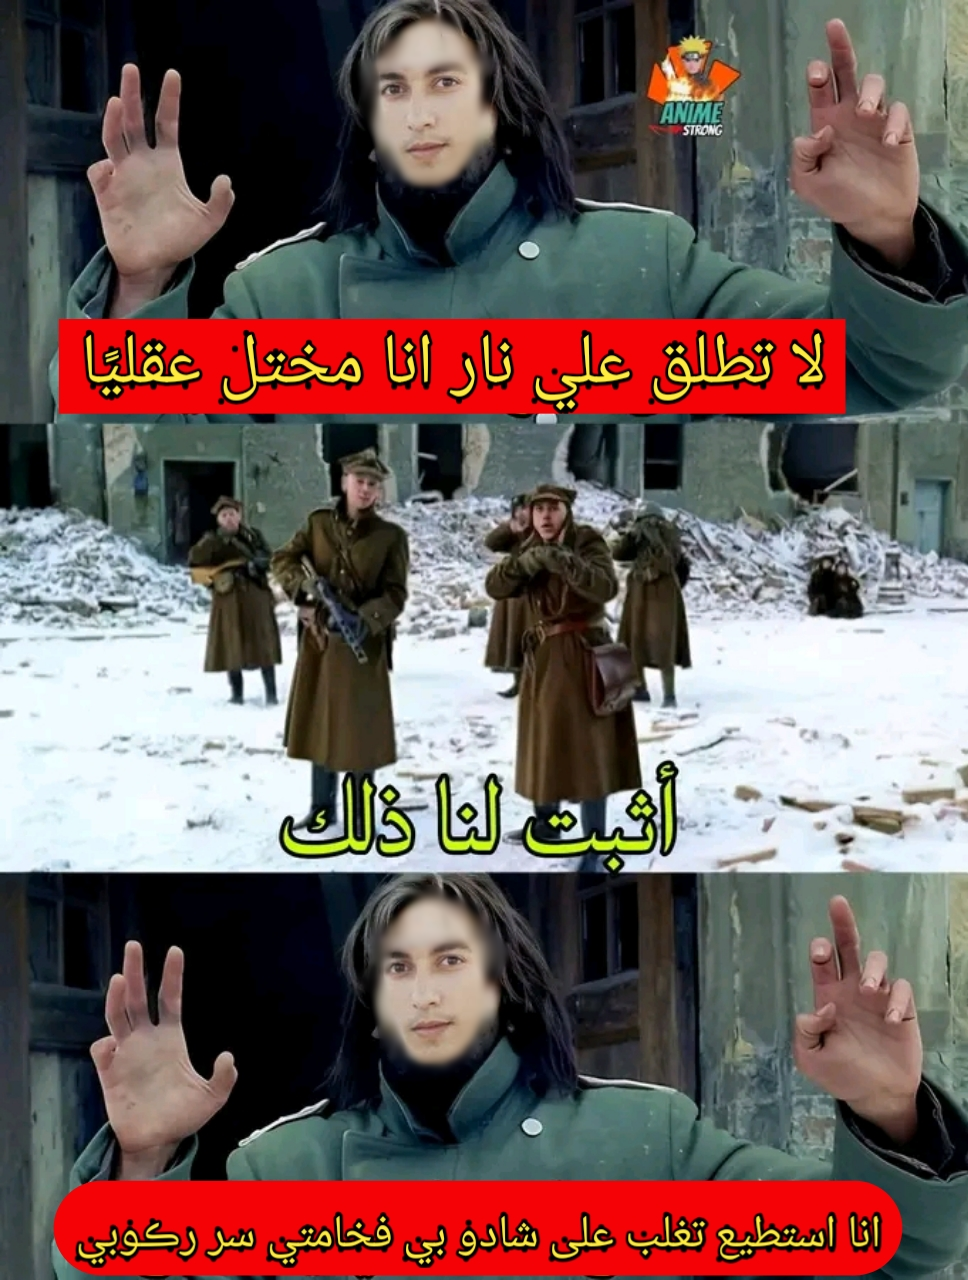 ANIME
STRONG
لا تطلق علي نار انا مختل عقليًا
أثبت لنا ذلك
انا استطيع تغلب على شادو بي فخامتي سر ركوبي